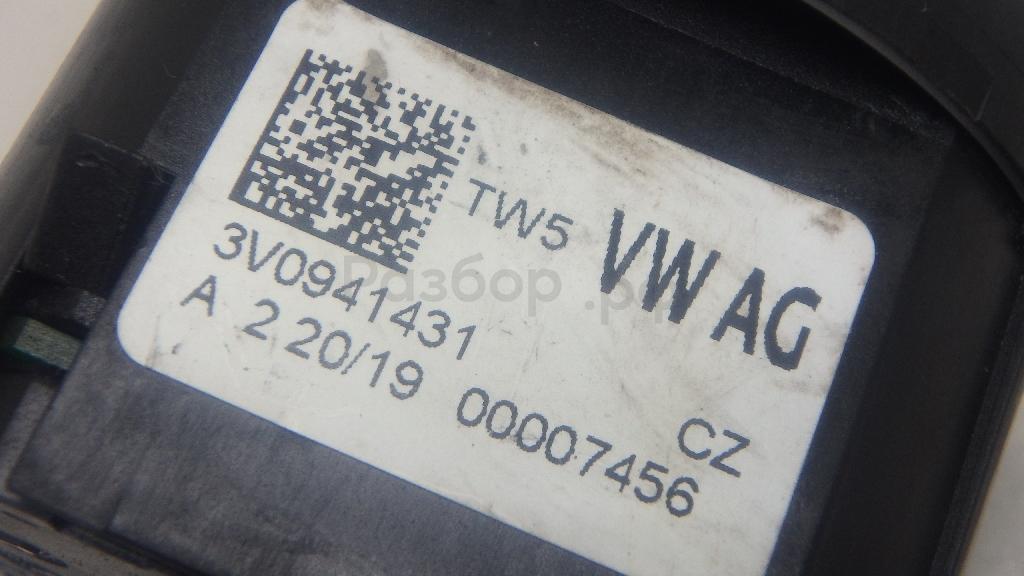 TW5 VW AG
3V0941431
A 2 20/19 00007456
CZ
Разбор.рф